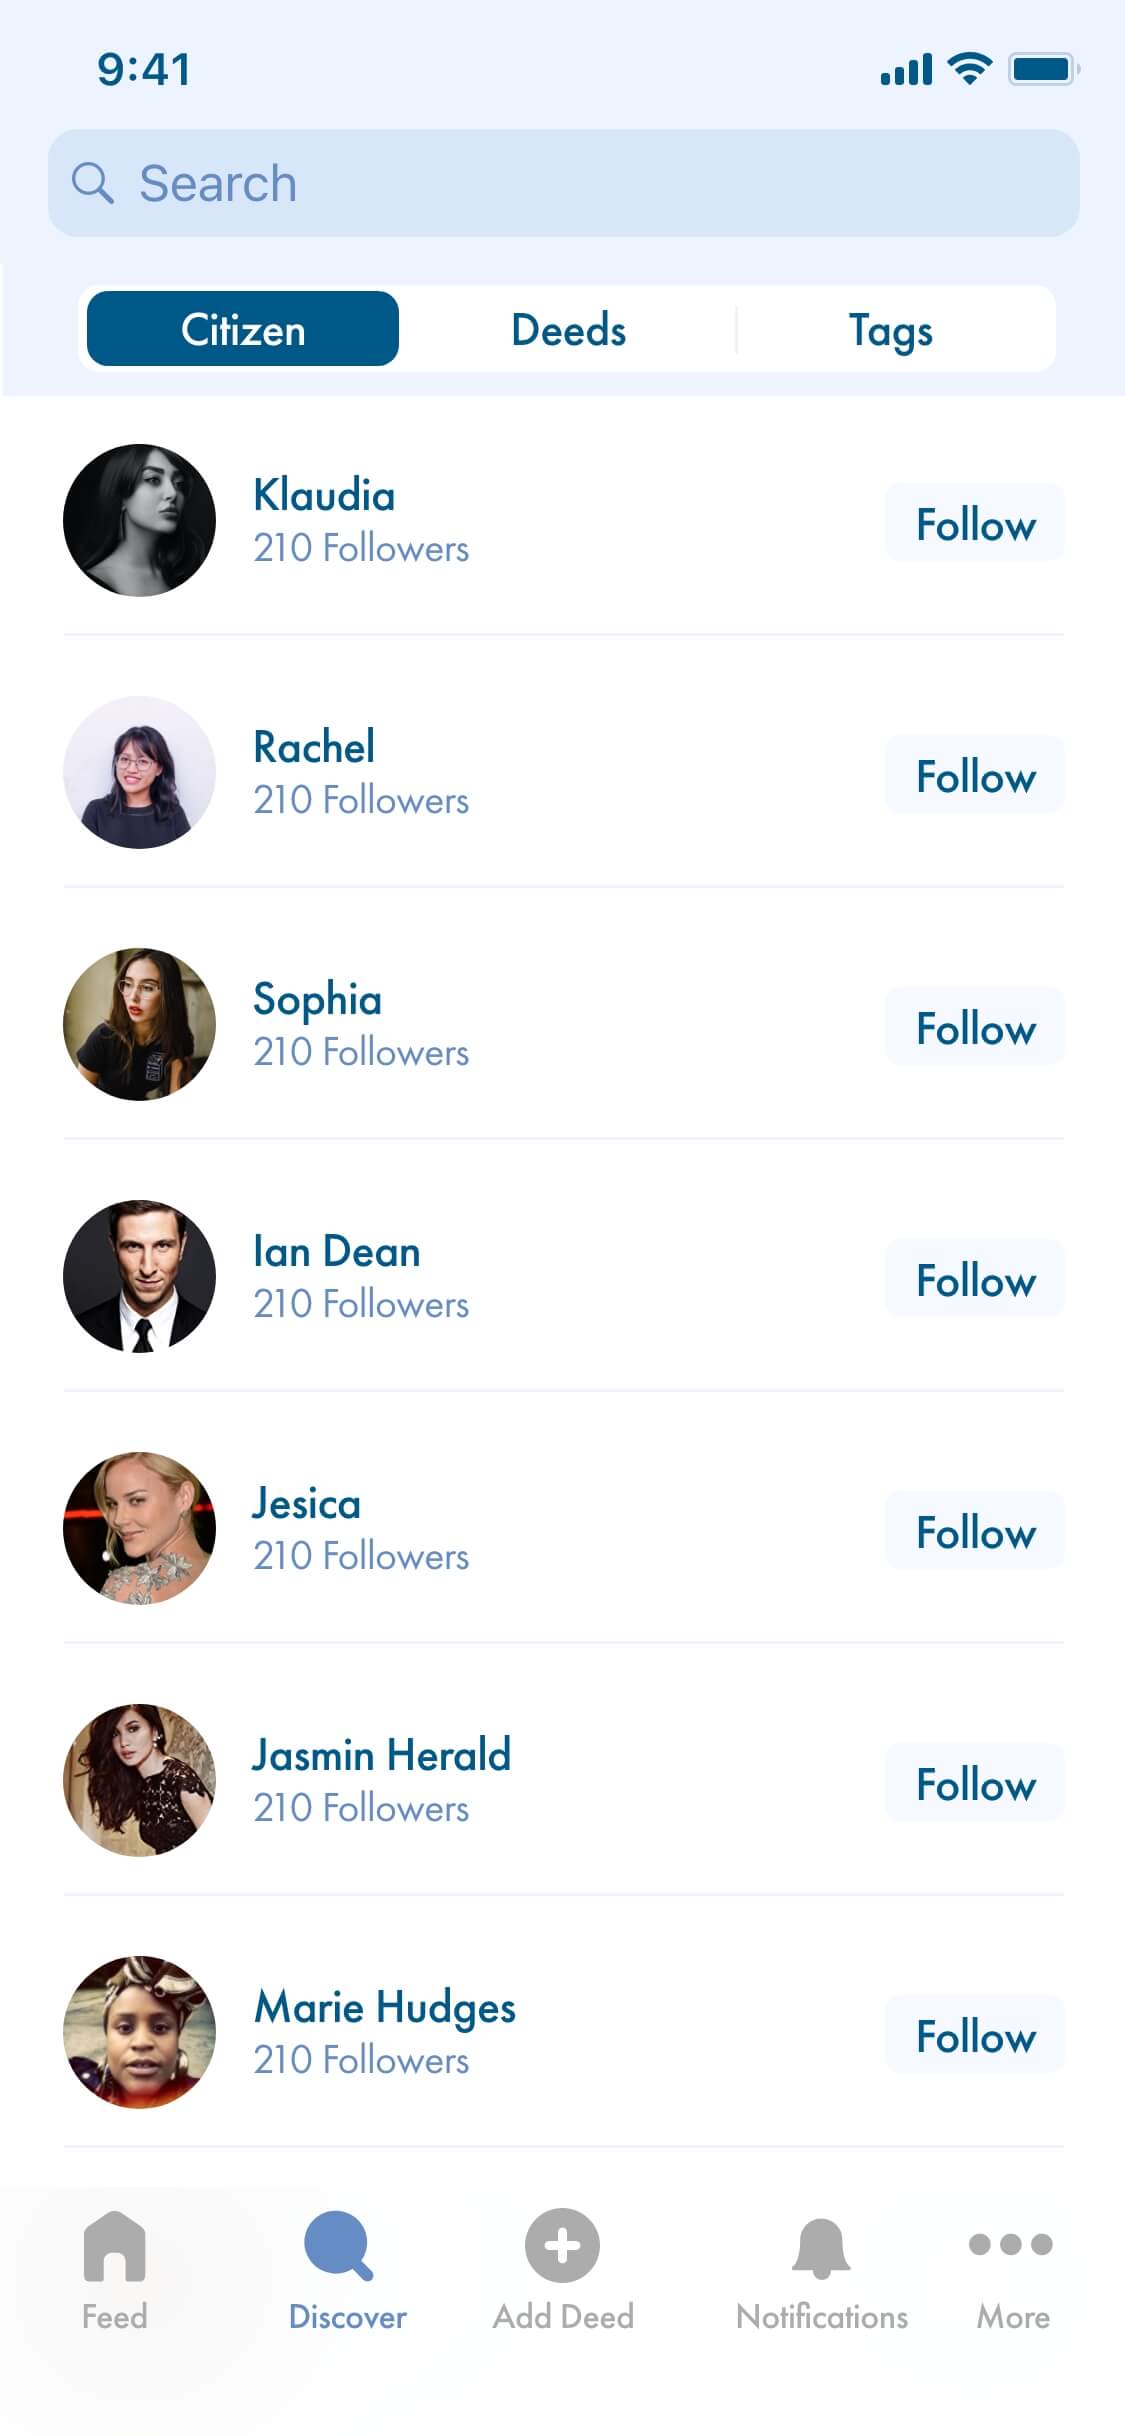 9:41
Search
Citizen
Deeds
Tags
Klaudia
210 Followers
Follow
Rachel
210 Followers
Follow
Sophia
210 Followers
Follow
Ian Dean
210 Followers
Follow
Jesica
210 Followers
Follow
Jasmin Herald
210 Followers
Follow
Marie Hudges
210 Followers
Follow
Feed
Discover
Add Deed
Notifications
More